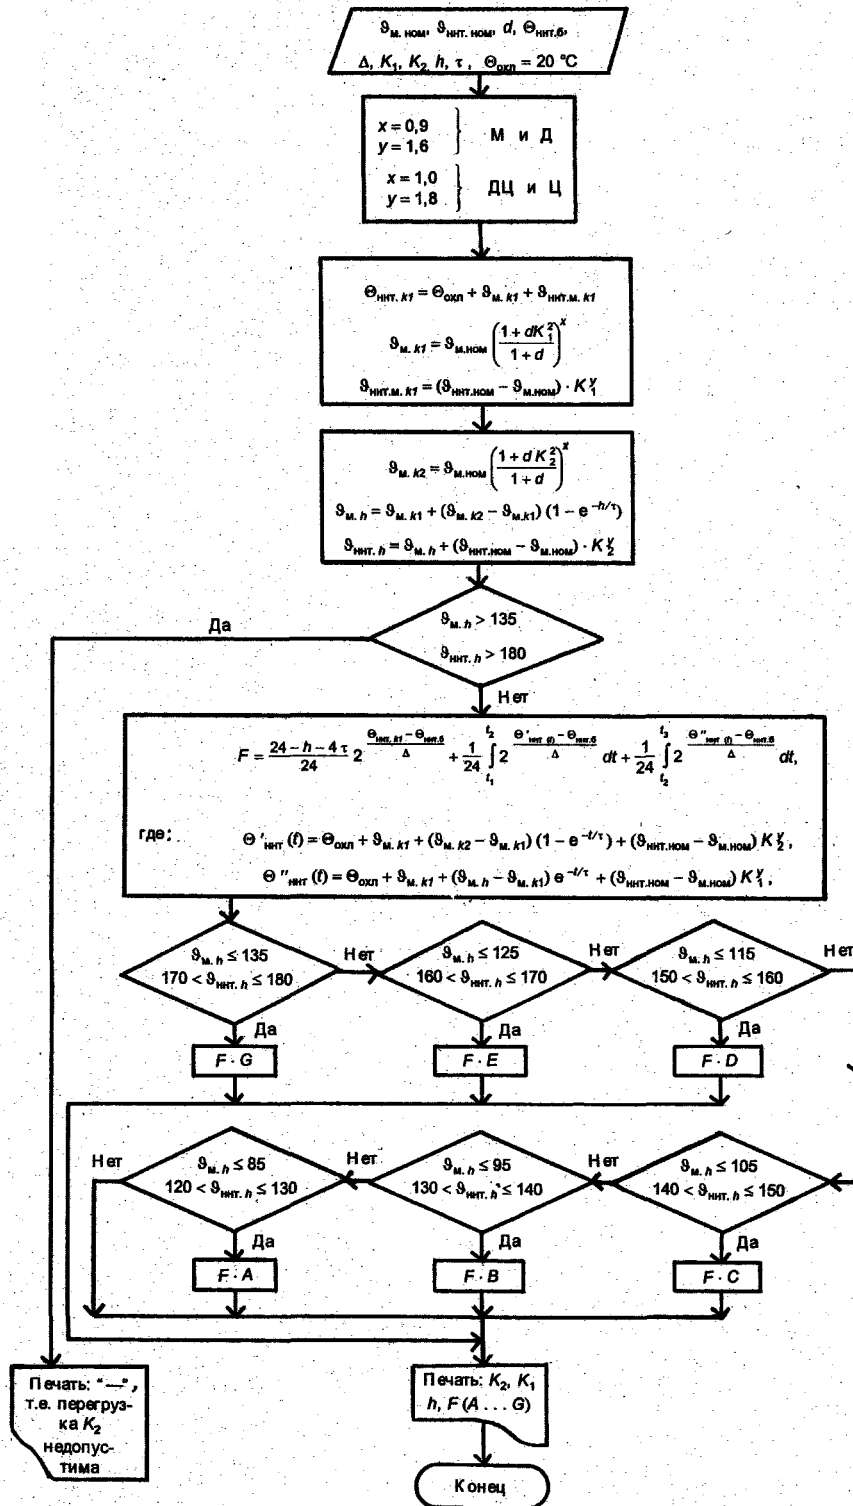 ϑм. ном, ϑннт. ном, d, Θннт.б,
Δ, K₁, K₂, h, τ, Θохл = 20 °C
x = 0,9
y = 1,6 } М и Д
x = 1,0
y = 1,8 } ДЦ и Ц
Θннт. k1 = Θохл + ϑм. k1 + ϑннт.м. k1
ϑм. k1 = ϑм.ном ((1 + dK₁²)/(1 + d))ˣ
ϑннт.м. k1 = (ϑннт.ном − ϑм.ном) · K₁ʸ
ϑм. k2 = ϑм.ном ((1 + d K₂²)/(1 + d))ˣ
ϑм. h = ϑм. k1 + (ϑм. k2 − ϑм.k1) (1 − e^(−h/τ))
ϑннт. h = ϑм. h + (ϑннт.ном − ϑм.ном) · K₂ʸ
ϑм. h > 135
ϑннт. h > 180
Да
Нет
F = (24 − h − 4 τ)/24 2^((Θннт. k1 − Θннт.б)/Δ) + 1/24 ∫t₁^t₂ 2^((Θ'ннт (t) − Θннт.б)/Δ) dt + 1/24 ∫t₂^t₃ 2^((Θ"ннт (t) − Θннт.б)/Δ) dt,
где: Θ'ннт (t) = Θохл + ϑм. k1 + (ϑм. k2 − ϑм. k1) (1 − e^(−t/τ)) + (ϑннт.ном − ϑм.ном) K₂ʸ,
Θ"ннт (t) = Θохл + ϑм. k1 + (ϑм. h − ϑм. k1) e^(−t/τ) + (ϑннт.ном − ϑм.ном) K₁ʸ,
ϑм. h ≤ 135
170 < ϑннт. h ≤ 180
Нет
ϑм. h ≤ 125
160 < ϑннт. h ≤ 170
Нет
ϑм. h ≤ 115
150 < ϑннт. h ≤ 160
Нет
Да
Да
Да
F · G
F · E
F · D
Нет
ϑм. h ≤ 85
120 < ϑннт. h ≤ 130
Нет
ϑм. h ≤ 95
130 < ϑннт. h ≤ 140
Нет
ϑм. h ≤ 105
140 < ϑннт. h ≤ 150
Да
Да
Да
F · A
F · B
F · C
Печать: "—",
т.е. перегруз-
ка K₂
недопус-
тима
Печать: K₂, K₁
h, F (A . . . G)
Конец